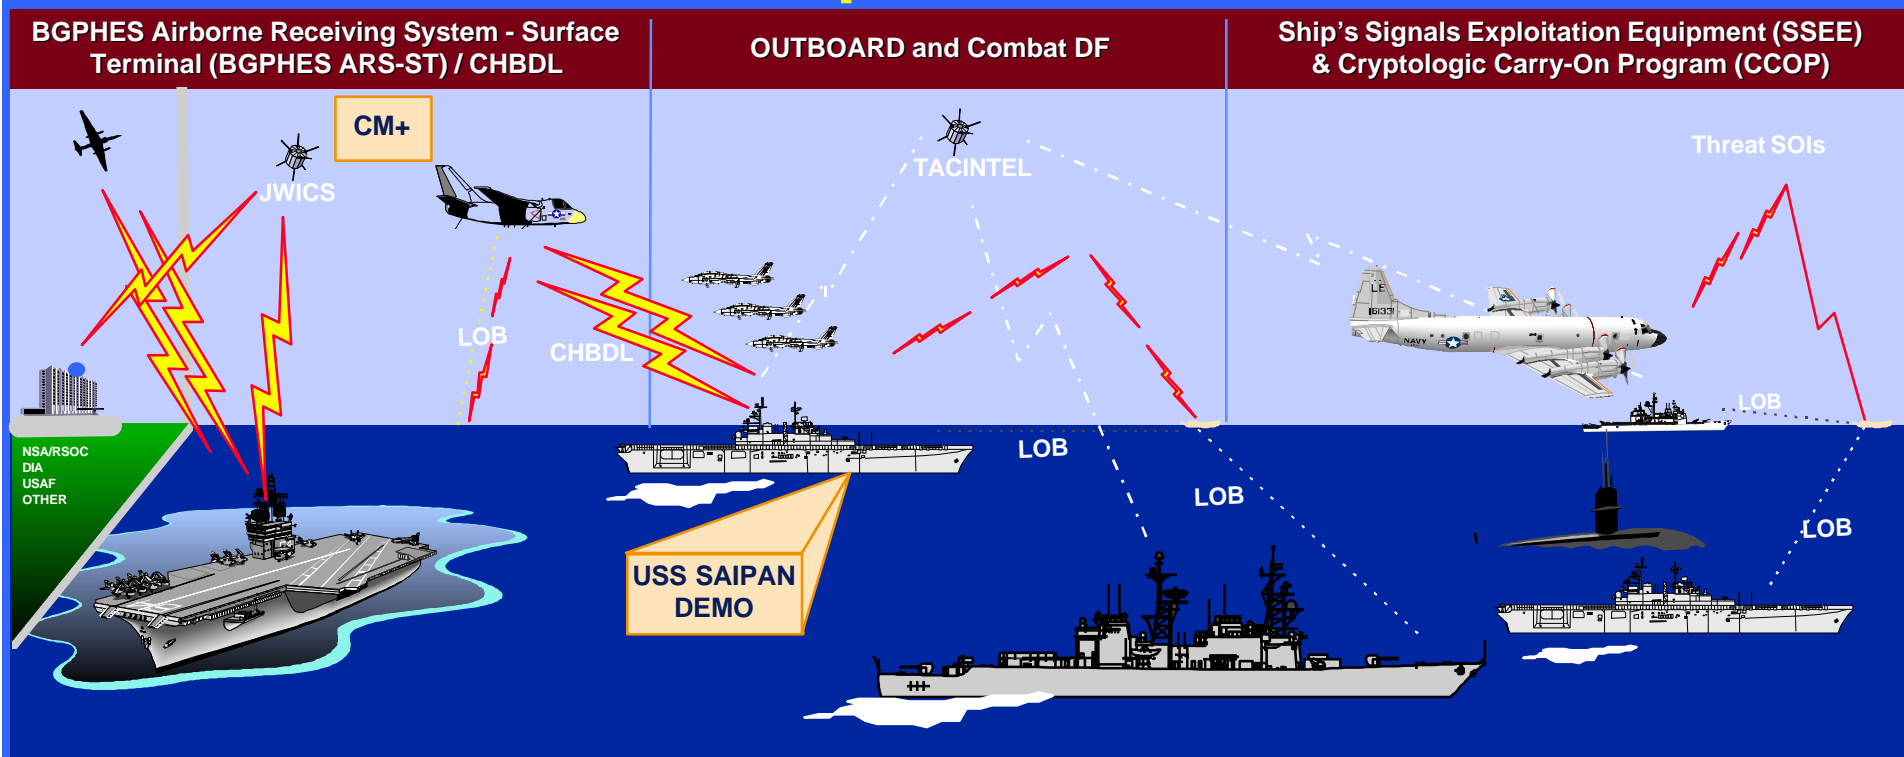 BGPHES Airborne Receiving System - Surface
Terminal (BGPHES ARS-ST) / CHBDL
OUTBOARD and Combat DF
Ship's Signals Exploitation Equipment (SSEE)
& Cryptologic Carry-On Program (CCOP)
CM+
JWICS
TACINTEL
Threat SOIs
LOB
CHBDL
LE
161331
NAVY
LOB
NSA/RSOC
DIA
USAF
OTHER
LOB
LOB
LOB
USS SAIPAN
DEMO